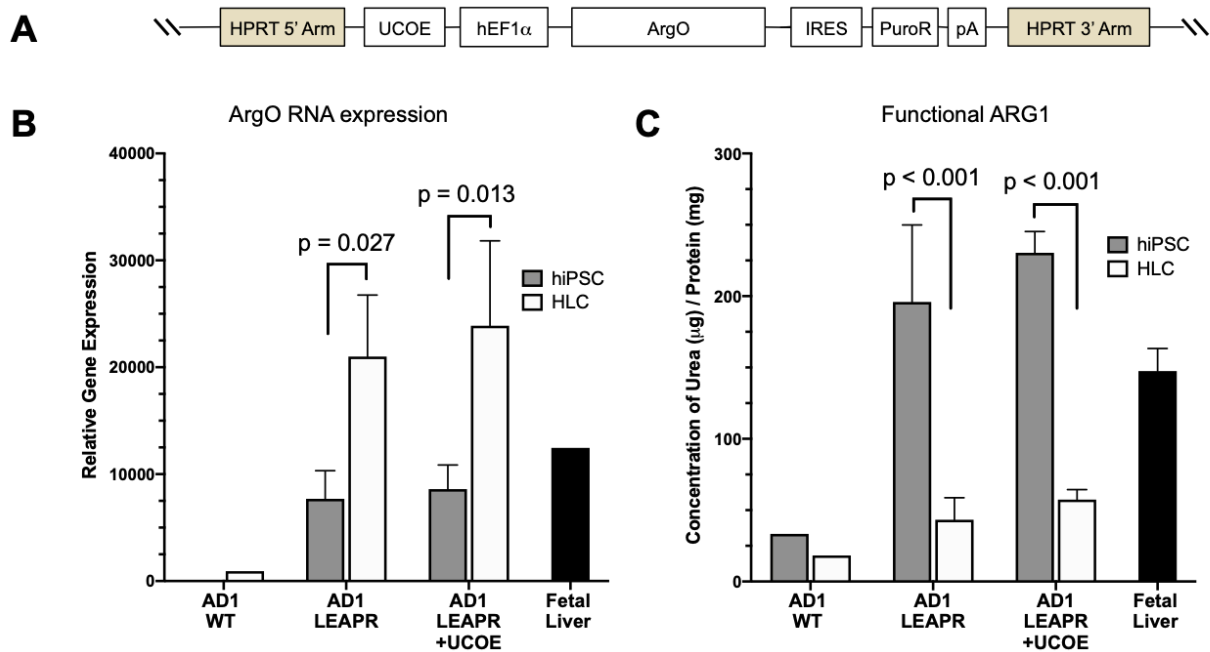 A
HPRT 5' Arm UCOE hEF1α ArgO IRES PuroR pA HPRT 3' Arm
B
ArgO RNA expression
Relative Gene Expression
40000
30000
20000
10000
0
p = 0.027
p = 0.013
hiPSC
HLC
AD1
WT
AD1
LEAPR
AD1
LEAPR
+UCOE
Fetal
Liver
C
Functional ARG1
Concentration of Urea (μg) / Protein (mg)
300
200
100
0
p < 0.001
p < 0.001
hiPSC
HLC
AD1
WT
AD1
LEAPR
AD1
LEAPR
+UCOE
Fetal
Liver